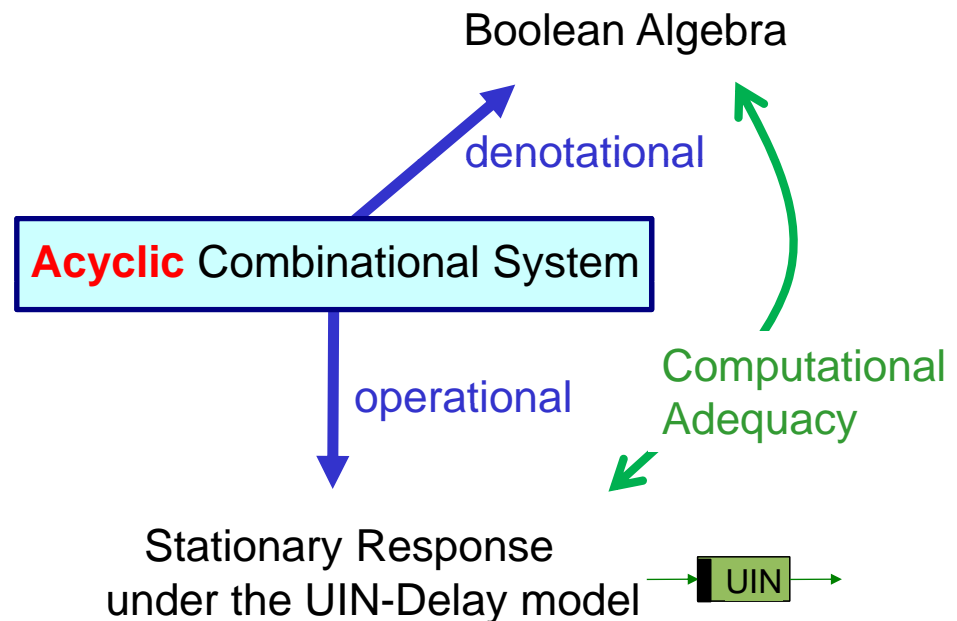 Boolean Algebra
denotational
Acyclic Combinational System
operational
Computational
Adequacy
Stationary Response
under the UIN-Delay model
UIN